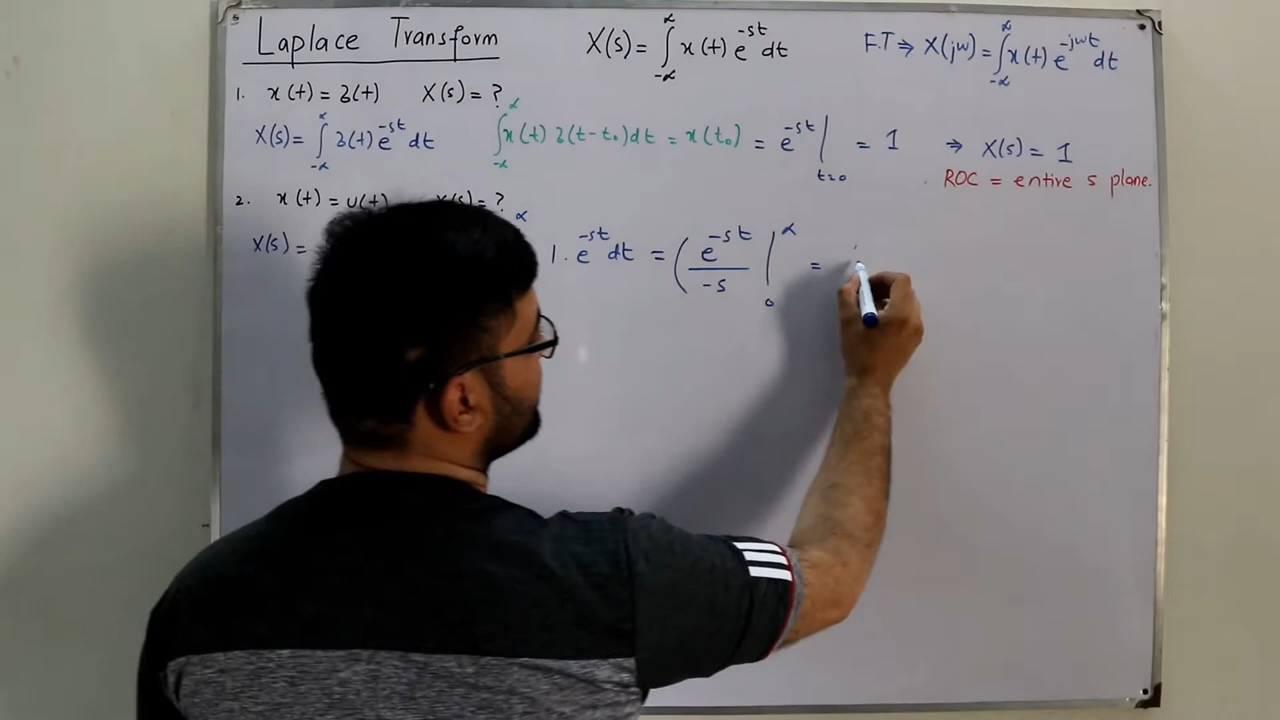 Laplace Transform
X(s) = ∫_{-∝}^{∝} x(t) e^{-st} dt
F.T ⇒ X(jw) = ∫_{-∝}^{∝} x(t) e^{-jwt} dt
1. x(t) = δ(t) X(s) = ?
X(s) = ∫_{-∝}^{∝} δ(t) e^{-st} dt ∫_{-∝}^{∝} x(t) δ(t-t₀) dt = x(t₀) = e^{-st} |_{t=0} = 1 ⇒ X(s) = 1
ROC = entire s plane.
2. x(t) = u(t) X(s) = ?
X(s) = ∝ 1. e^{-st} dt = ( e^{-st} / -s |_{0}^{∝} =